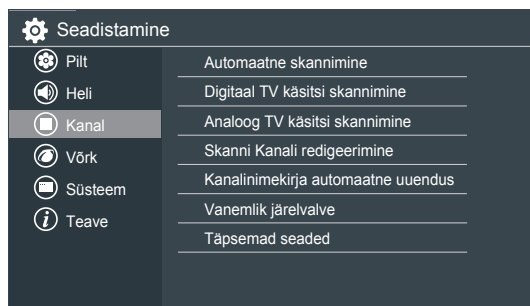 Seadistamine
Pilt
Heli
Kanal
Võrk
Süsteem
Teave
Automaatne skannimine
Digitaal TV käsitsi skannimine
Analoog TV käsitsi skannimine
Skanni Kanali redigeerimine
Kanalinimekirja automaatne uuendus
Vanemlik järelvalve
Täpsemad seaded